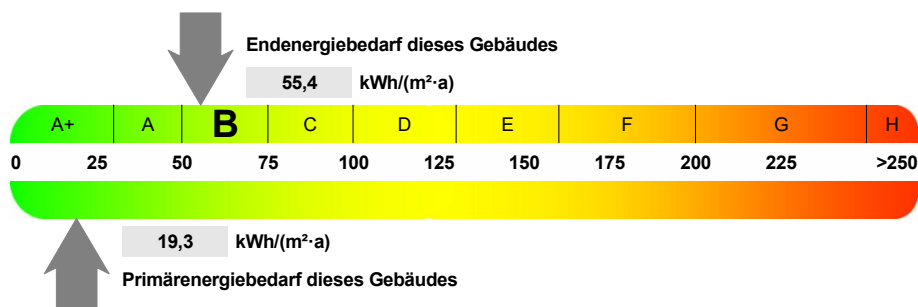 Endenergiebedarf dieses Gebäudes
55,4 kWh/(m²·a)
A+ A B C D E F G H
0 25 50 75 100 125 150 175 200 225 >250
19,3 kWh/(m²·a)
Primärenergiebedarf dieses Gebäudes